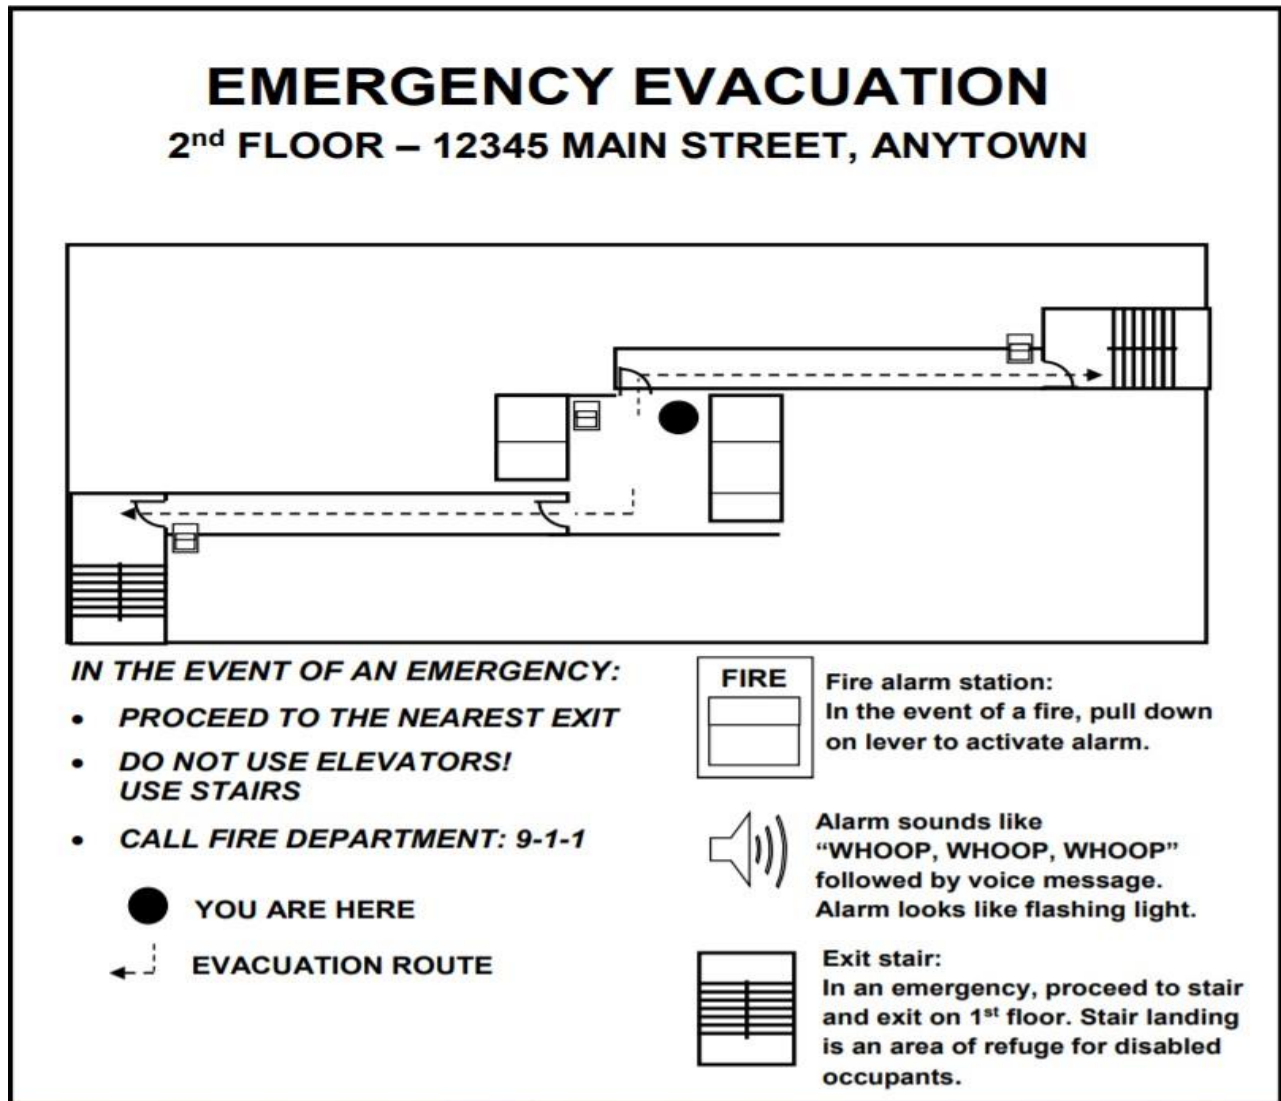 EMERGENCY EVACUATION
2nd FLOOR – 12345 MAIN STREET, ANYTOWN
IN THE EVENT OF AN EMERGENCY:
• PROCEED TO THE NEAREST EXIT
• DO NOT USE ELEVATORS!
USE STAIRS
• CALL FIRE DEPARTMENT: 9-1-1
YOU ARE HERE
EVACUATION ROUTE
FIRE
Fire alarm station:
In the event of a fire, pull down
on lever to activate alarm.
Alarm sounds like
“WHOOP, WHOOP, WHOOP”
followed by voice message.
Alarm looks like flashing light.
Exit stair:
In an emergency, proceed to stair
and exit on 1st floor. Stair landing
is an area of refuge for disabled
occupants.